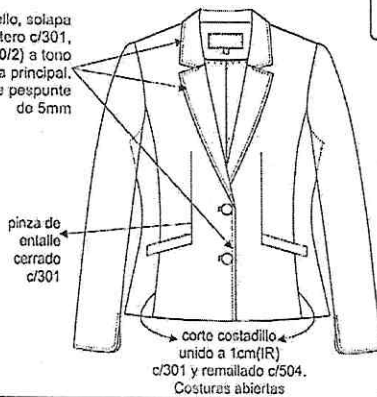 ello, solapa
tero c/301,
0/2) a tono
a principal.
e pespunte
de 5mm
pinza de
entalle
cerrado
c/301
corte costadillo
unido a 1cm(IR)
c/301 y remallado c/504.
Costuras abiertas